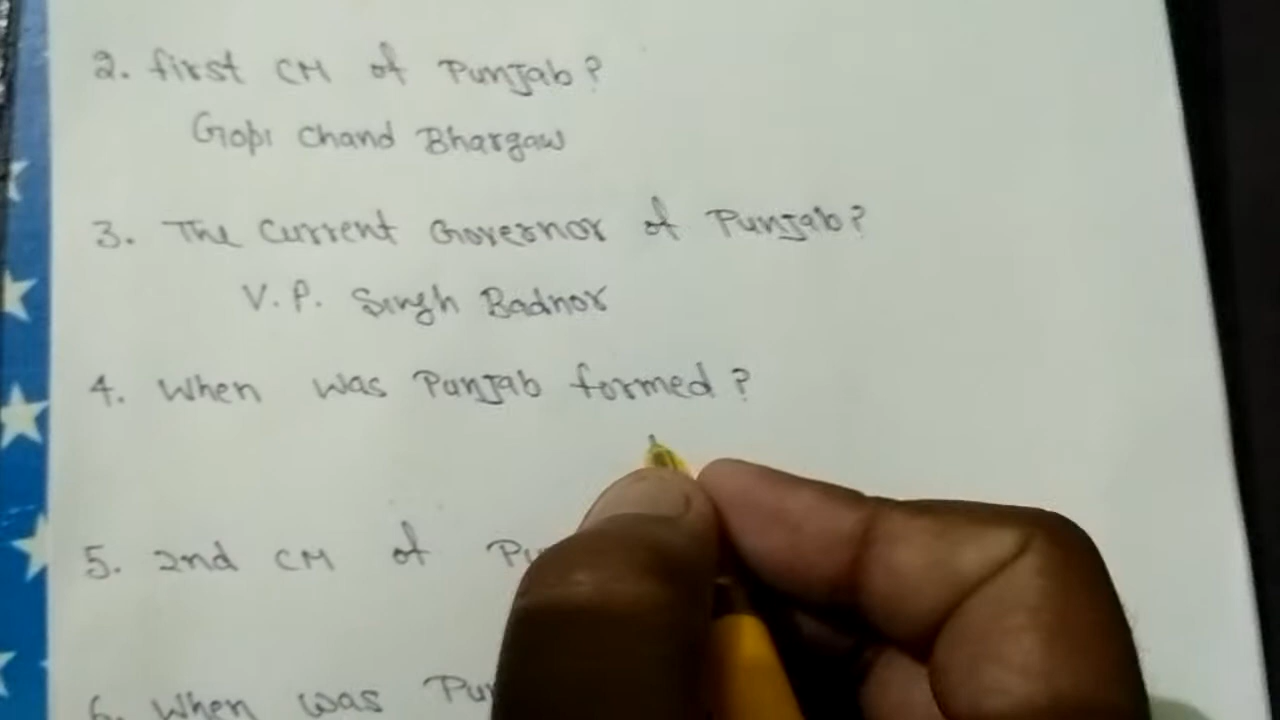 2. first CM of Punjab?
Gopi Chand Bhargaw
3. The Current Governor of Punjab?
V.P. Singh Badnor
4. When was Punjab formed?
5. 2nd CM of
6. When was